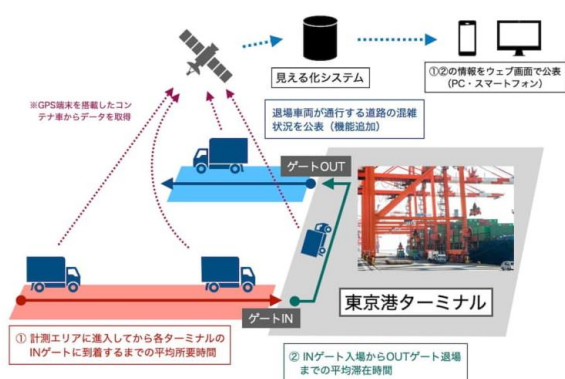 見える化システム
①②の情報をウェブ画面で公表
（PC・スマートフォン）
※GPS端末を搭載したコン
テナ車からデータを取得
退場車両が通行する道路の混雑
状況を公表（機能追加）
ゲートOUT
東京港ターミナル
ゲートIN
① 計測エリアに進入してから各ターミナルの
INゲートに到着するまでの平均所要時間
② INゲート入場からOUTゲート退場
までの平均滞在時間